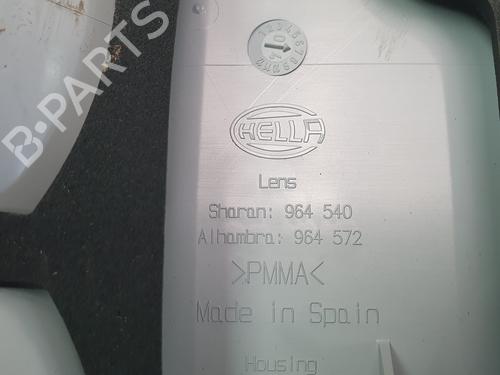 B-PARTS
HELLA
Lens
Sharan: 964 540
Alhambra: 964 572
>PMMA<
Made in Spain
Housing